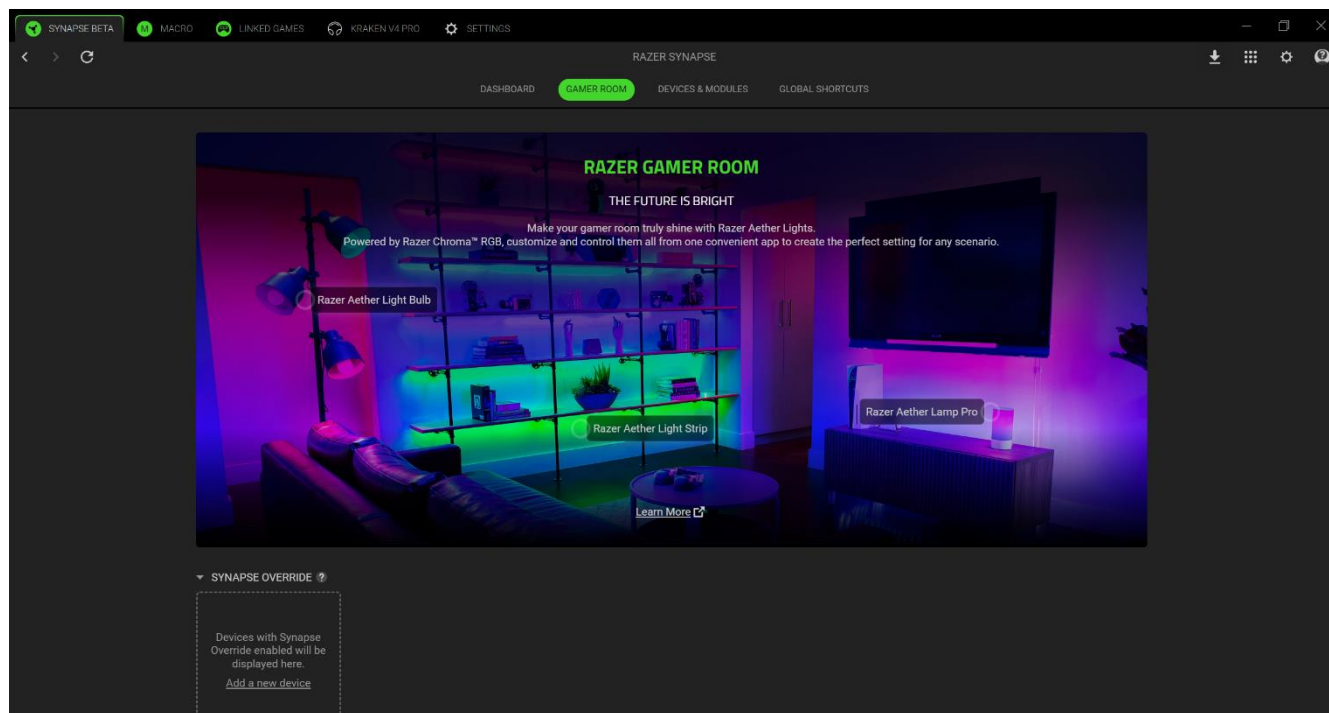 SYNAPSE BETA
MACRO
LINKED GAMES
KRAKEN V4 PRO
SETTINGS
RAZER SYNAPSE
DASHBOARD
GAMER ROOM
DEVICES & MODULES
GLOBAL SHORTCUTS
RAZER GAMER ROOM
THE FUTURE IS BRIGHT
Make your gamer room truly shine with Razer Aether Lights.
Powered by Razer Chroma™ RGB, customize and control them all from one convenient app to create the perfect setting for any scenario.
Razer Aether Light Bulb
Razer Aether Lamp Pro
Razer Aether Light Strip
Learn More
SYNAPSE OVERRIDE ?
Devices with Synapse
Override enabled will be
displayed here.
Add a new device